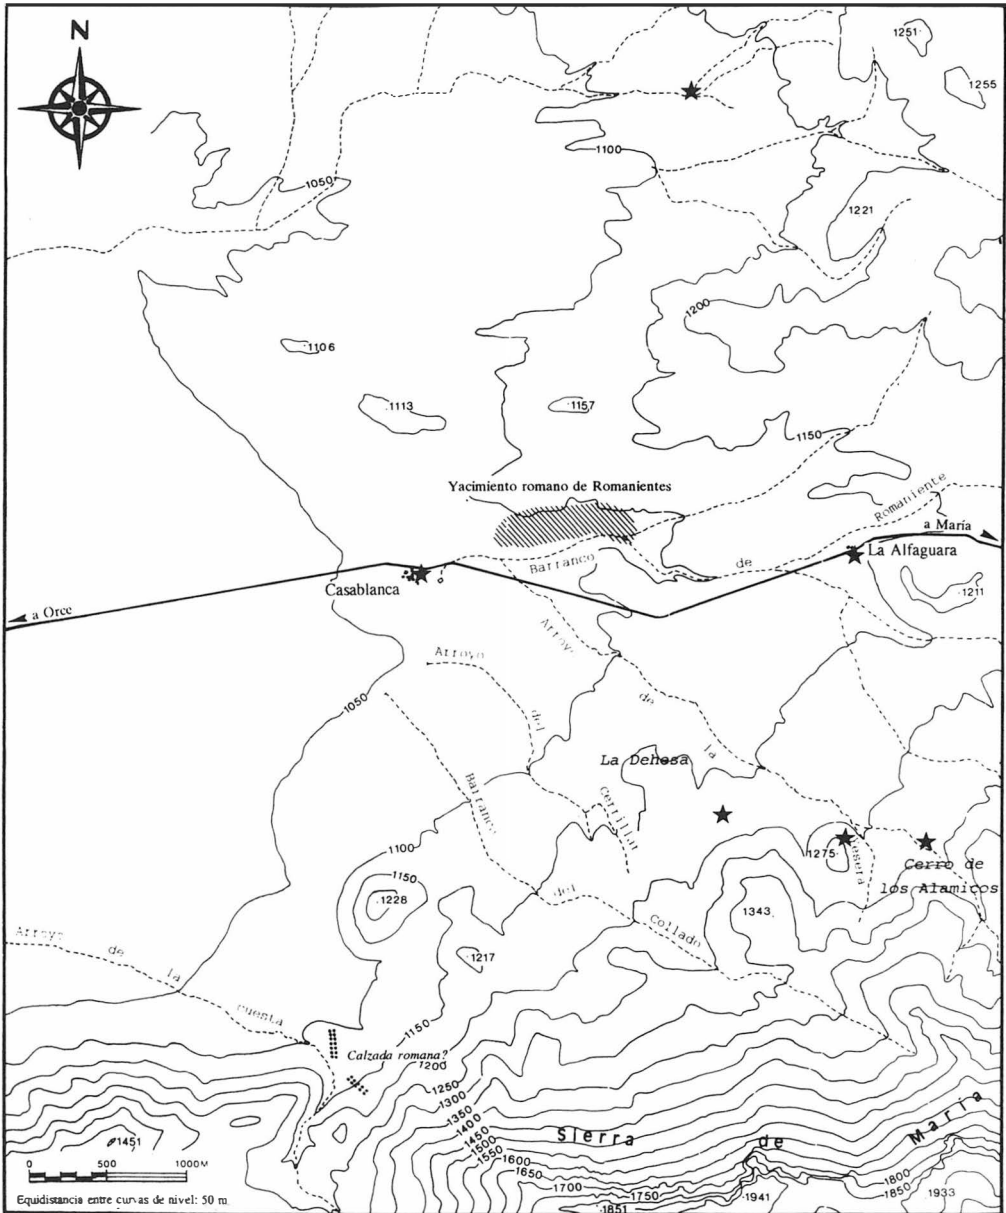 N
1251
1255
1100
1050
1221
1200
1106
1113
1157
1150
Yacimiento romano de Romanientes
Barranco de Romaniente
a María
La Alfaguara
Casablanca
a Orce
1211
Arroyo de la
Arroyo del cerrillar
1050
La Dehesa
Barranco del Collado
1100
1150
1228
1275
Cerro de
los Alamicos
1343
1217
Arroyo de la cuenta
1150
Calzada romana?
1200
1250
1300
1350
1400
1450
1500
1550
1600
1650
1700
1750
1851
Sierra de María
1941
1800
1850
1933
1451
0 500 1000 M
Equidistancia entre curvas de nivel: 50 m